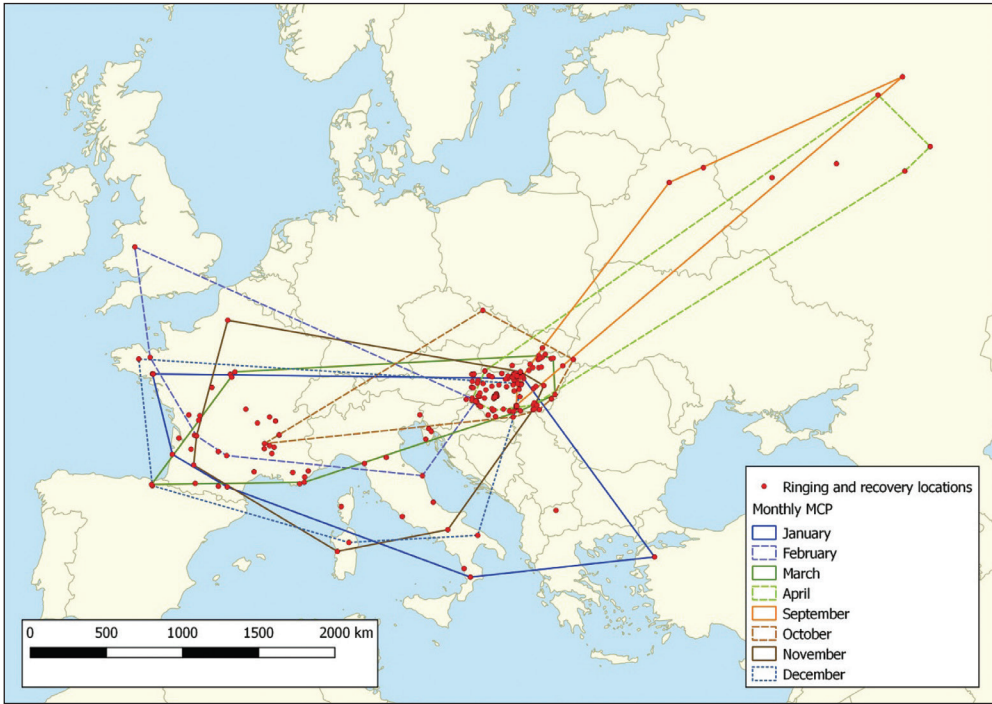 Ringing and recovery locations
Monthly MCP
January
February
March
April
September
October
November
December
0 500 1000 1500 2000 km